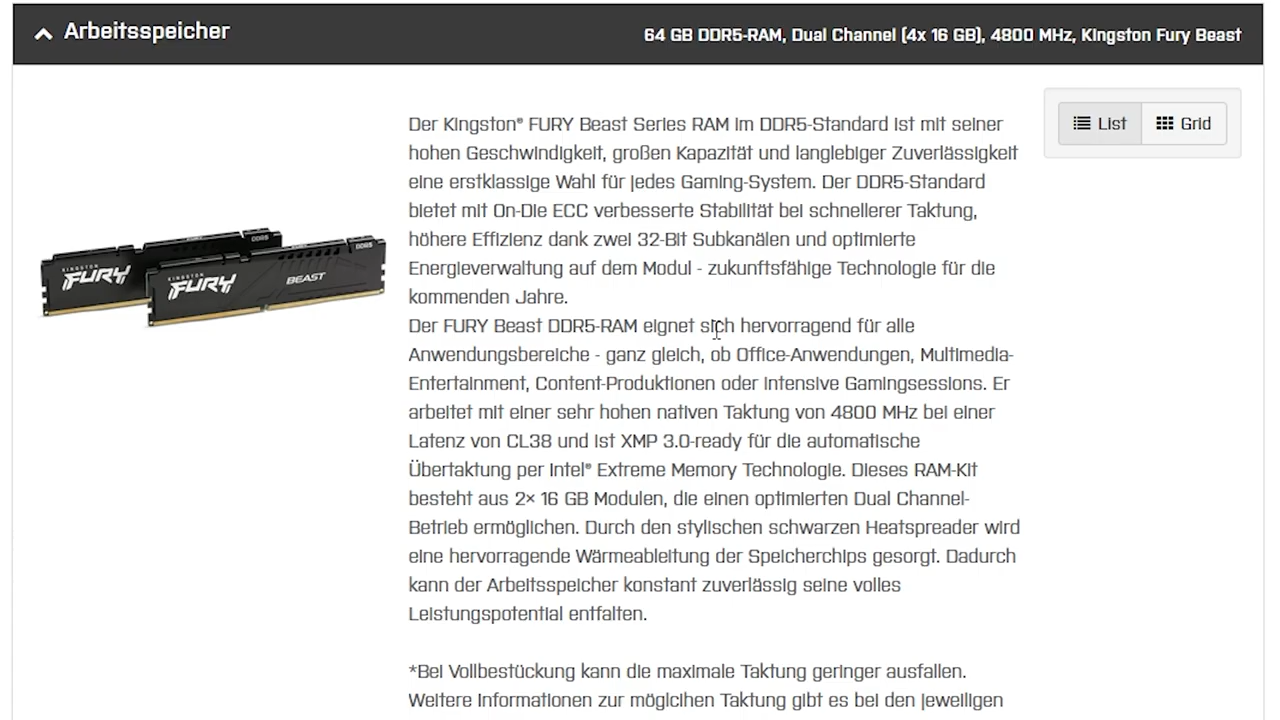 Arbeitsspeicher
64 GB DDR5-RAM, Dual Channel (4x 16 GB), 4800 MHz, Kingston Fury Beast
List
Grid
Der Kingston® FURY Beast Series RAM im DDR5-Standard ist mit seiner
hohen Geschwindigkeit, großen Kapazität und langlebiger Zuverlässigkeit
eine erstklassige Wahl für jedes Gaming-System. Der DDR5-Standard
bietet mit On-Die ECC verbesserte Stabilität bei schnellerer Taktung,
höhere Effizienz dank zwei 32-Bit Subkanälen und optimierte
Energieverwaltung auf dem Modul - zukunftsfähige Technologie für die
kommenden Jahre.
Der FURY Beast DDR5-RAM eignet sich hervorragend für alle
Anwendungsbereiche - ganz gleich, ob Office-Anwendungen, Multimedia-
Entertainment, Content-Produktionen oder intensive Gamingsessions. Er
arbeitet mit einer sehr hohen nativen Taktung von 4800 MHz bei einer
Latenz von CL38 und ist XMP 3.0-ready für die automatische
Übertaktung per Intel® Extreme Memory Technologie. Dieses RAM-Kit
besteht aus 2× 16 GB Modulen, die einen optimierten Dual Channel-
Betrieb ermöglichen. Durch den stylischen schwarzen Heatspreader wird
eine hervorragende Wärmeableitung der Speicherchips gesorgt. Dadurch
kann der Arbeitsspeicher konstant zuverlässig seine volles
Leistungspotential entfalten.
*Bei Vollbestückung kann die maximale Taktung geringer ausfallen.
Weitere Informationen zur möglcihen Taktung gibt es bei den jeweiligen
KINGSTON
FURY
DDR5
KINGSTON
FURY
BEAST
DDR5